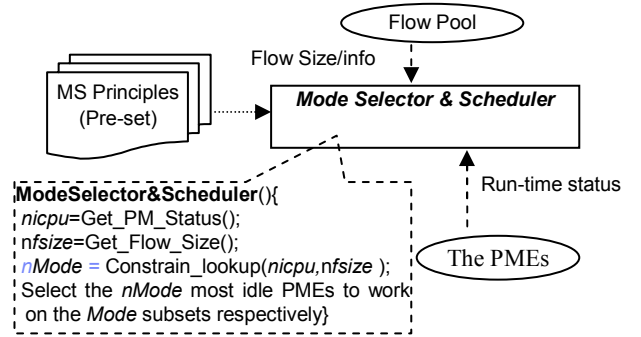 Flow Pool
Flow Size/info
MS Principles
(Pre-set)
Mode Selector & Scheduler
Run-time status
The PMEs
ModeSelector&Scheduler(){
nicpu=Get_PM_Status();
nfsize=Get_Flow_Size();
nMode = Constrain_lookup(nicpu,nfsize );
Select the nMode most idle PMEs to work
on the Mode subsets respectively}